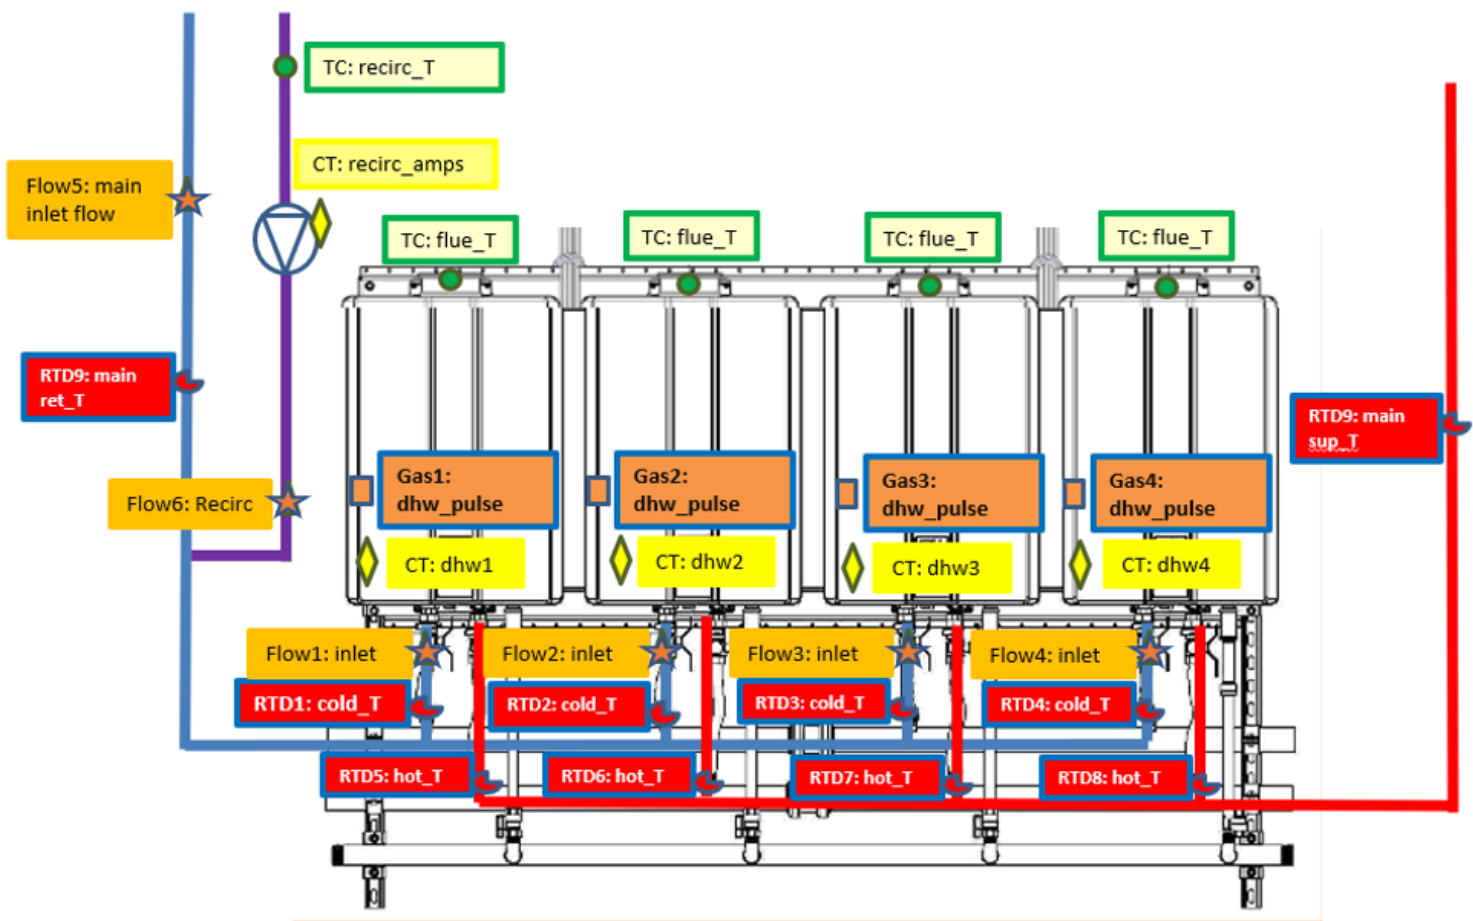 TC: recirc_T
CT: recirc_amps
Flow5: main
inlet flow
TC: flue_T
TC: flue_T
TC: flue_T
TC: flue_T
RTD9: main
ret_T
RTD9: main
sup_T
Flow6: Recirc
Gas1:
dhw_pulse
Gas2:
dhw_pulse
Gas3:
dhw_pulse
Gas4:
dhw_pulse
CT: dhw1
CT: dhw2
CT: dhw3
CT: dhw4
Flow1: inlet
Flow2: inlet
Flow3: inlet
Flow4: inlet
RTD1: cold_T
RTD2: cold_T
RTD3: cold_T
RTD4: cold_T
RTD5: hot_T
RTD6: hot_T
RTD7: hot_T
RTD8: hot_T